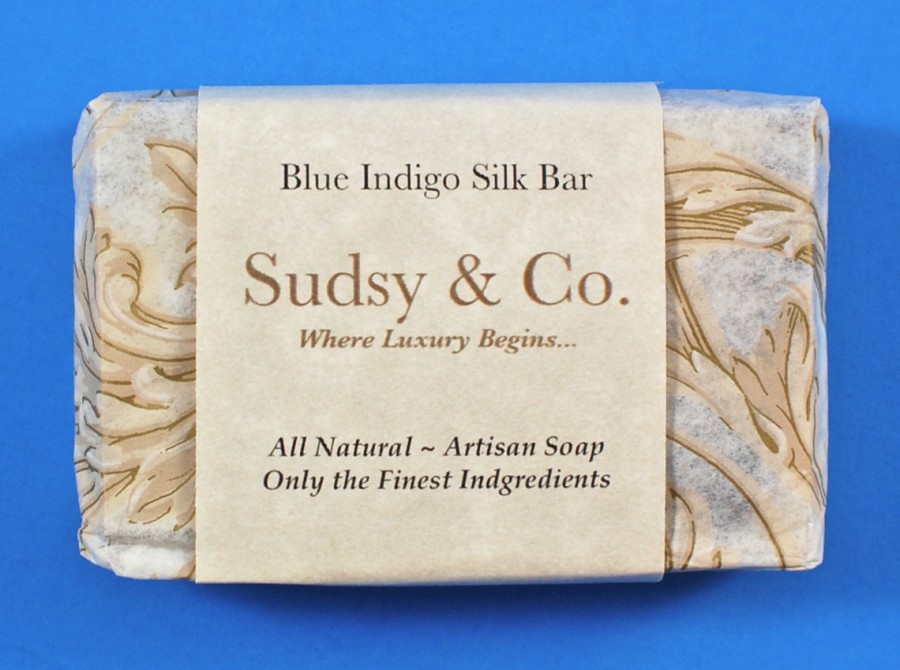 Blue Indigo Silk Bar
Sudsy & Co.
Where Luxury Begins...
All Natural ~ Artisan Soap
Only the Finest Indgredients